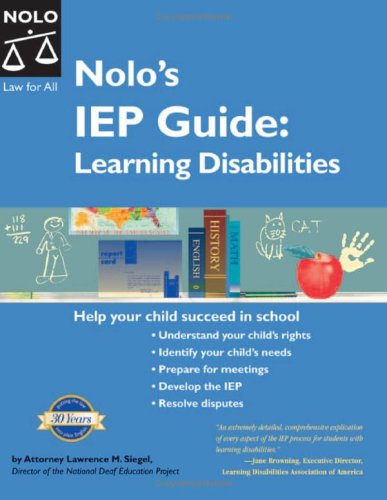 NOLO
Law for All
Nolo's
IEP Guide:
Learning Disabilities
118
+111
229
report
card
ENGLISH
HISTORY
MATH
CAT
Help your child succeed in school
• Understand your child's rights
• Identify your child's needs
• Prepare for meetings
• Develop the IEP
• Resolve disputes
30 Years
by Attorney Lawrence M. Siegel,
Director of the National Deaf Education Project
"An extremely detailed, comprehensive explication
of every aspect of the IEP process for students with
learning disabilities."
—Jane Browning, Executive Director,
Learning Disabilities Association of America